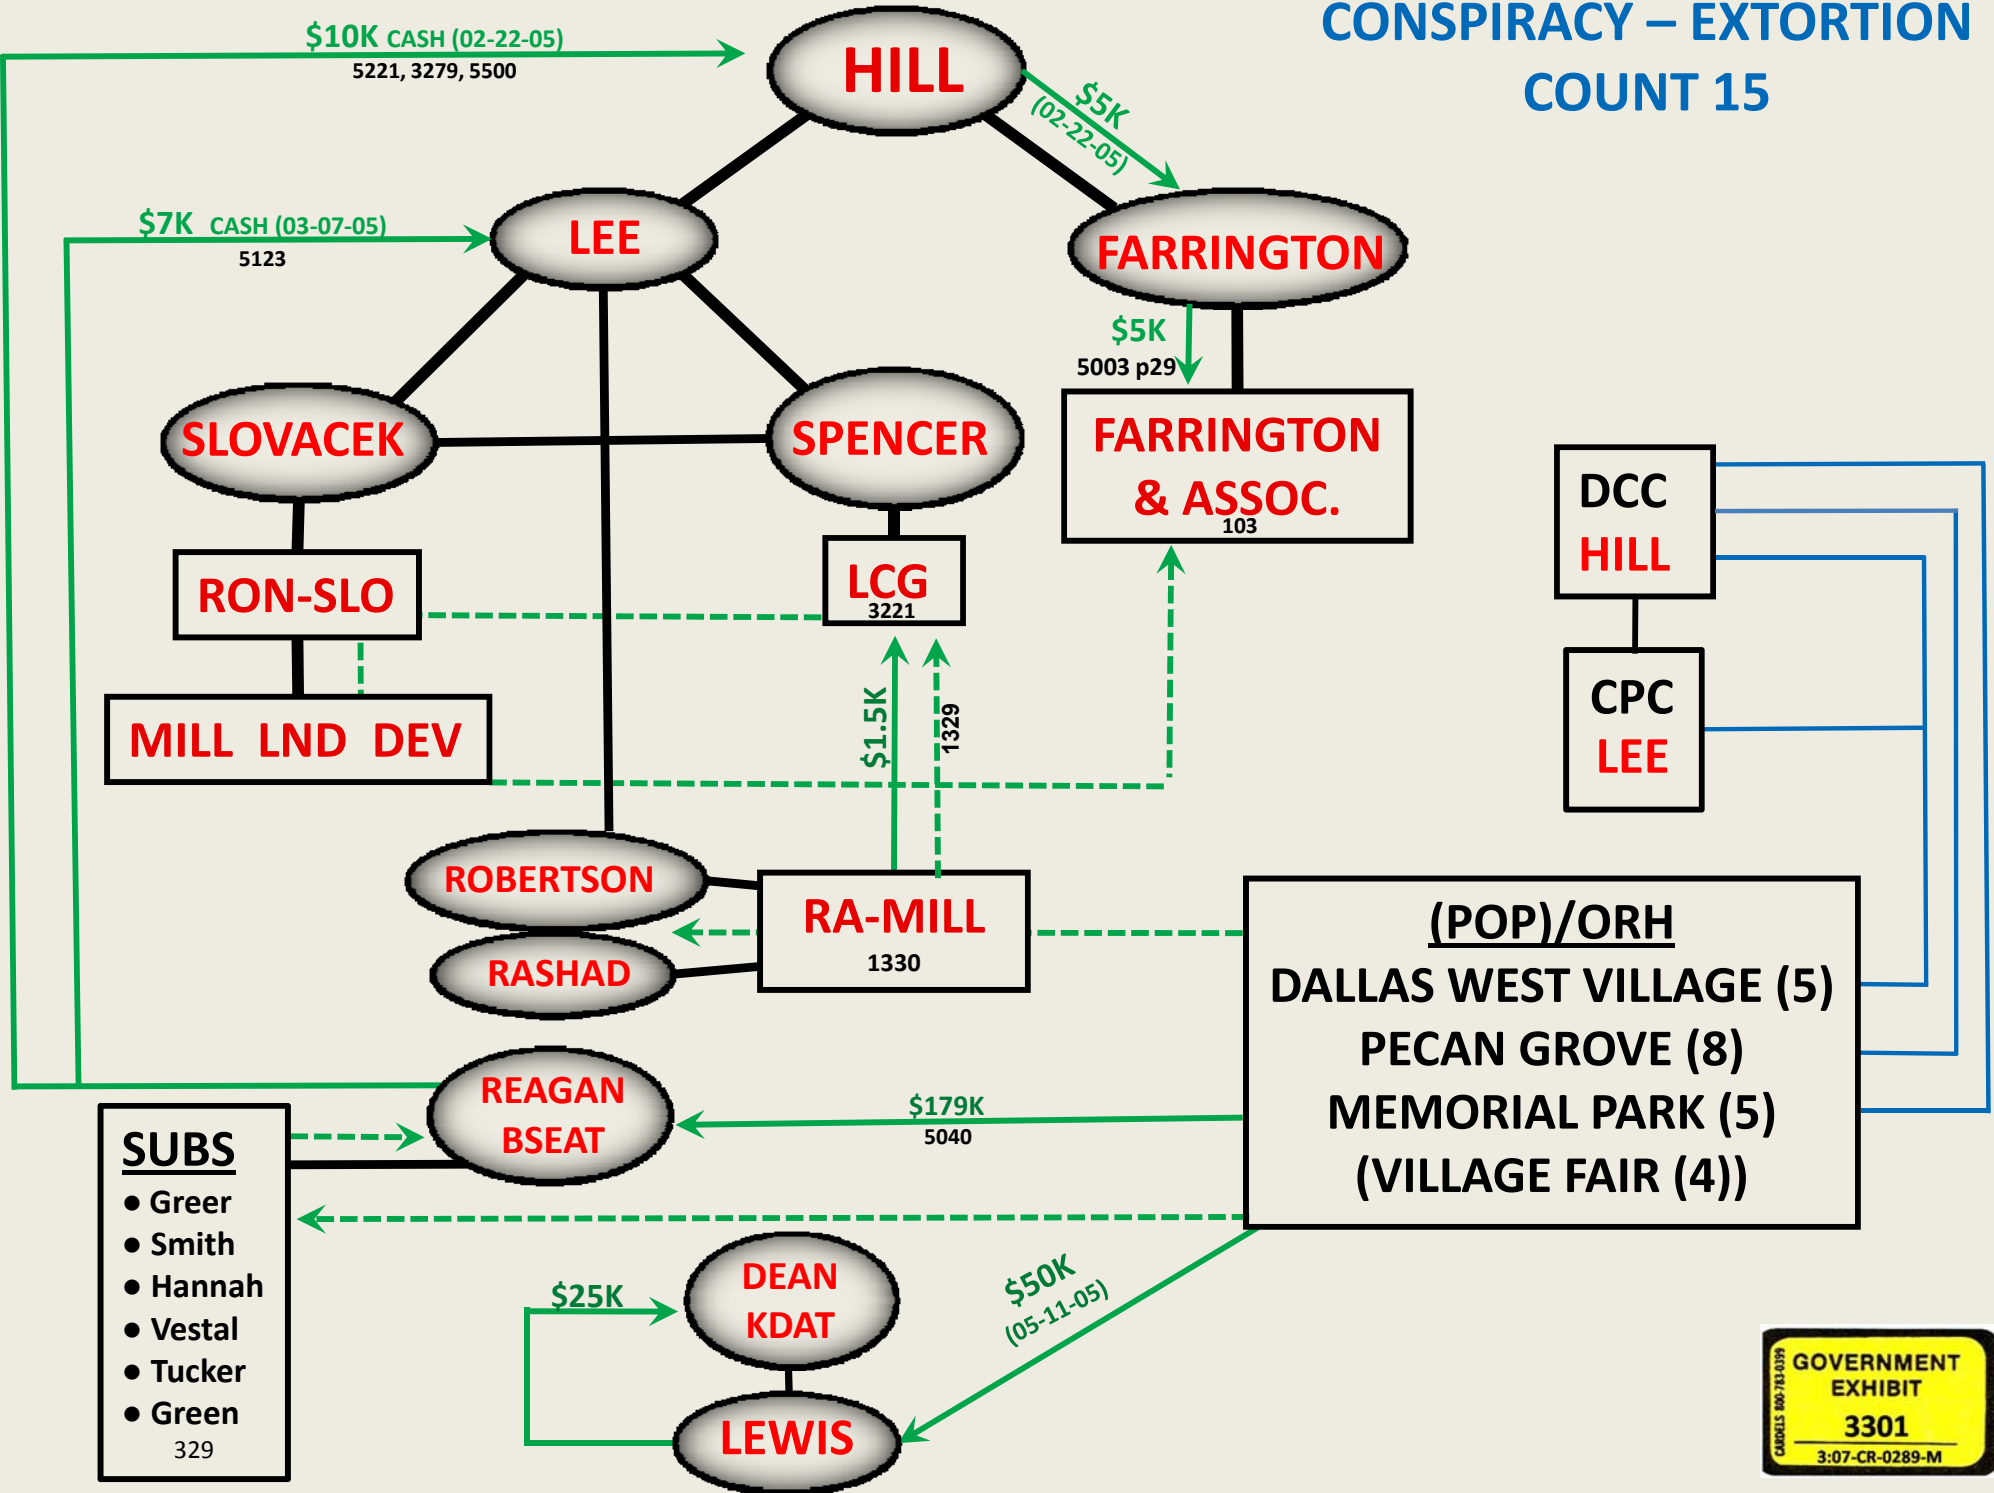 CONSPIRACY – EXTORTION
COUNT 15
$10K CASH (02-22-05)
5221, 3279, 5500
HILL
$5K
(02-22-05)
$7K CASH (03-07-05)
5123
LEE
FARRINGTON
$5K
5003 p29
SLOVACEK
SPENCER
FARRINGTON
& ASSOC.
103
DCC
HILL
RON-SLO
LCG
3221
CPC
LEE
MILL LND DEV
$1.5K
1329
ROBERTSON
RASHAD
RA-MILL
1330
(POP)/ORH
DALLAS WEST VILLAGE (5)
PECAN GROVE (8)
MEMORIAL PARK (5)
(VILLAGE FAIR (4))
REAGAN
BSEAT
$179K
5040
SUBS
● Greer
● Smith
● Hannah
● Vestal
● Tucker
● Green
329
$25K
DEAN
KDAT
$50K
(05-11-05)
LEWIS
CARDELS 800-783-0399
GOVERNMENT
EXHIBIT
3301
3:07-CR-0289-M